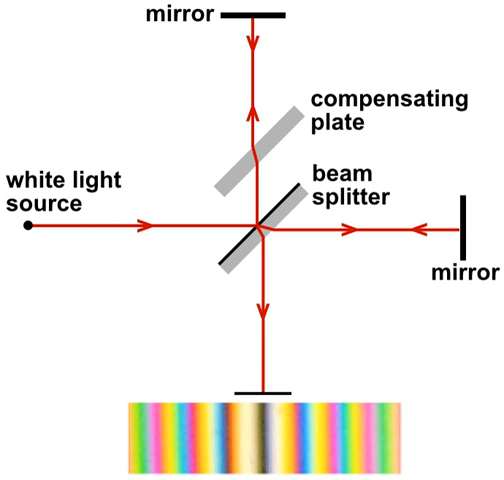 mirror
compensating
plate
beam
splitter
white light
source
mirror